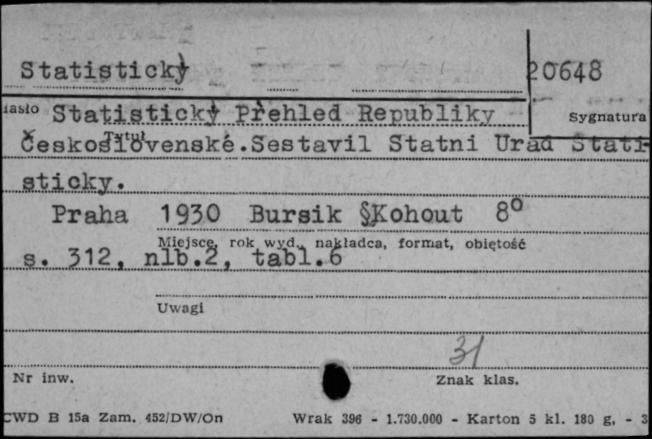 Statistický 20648
iasło Statistický Přehled Republiky Sygnatura
Tytuł
Československé.Sestavil Statni Urad Stati-
sticky.
Praha 1930 Bursik §Kohout 8°
Miejsce, rok wyd., nakładca, format, objętość
s. 312, nlb.2, tabl.6
Uwagi
31
Nr inw. Znak klas.
CWD B 15a Zam. 452/DW/On Wrak 396 - 1.730.000 - Karton 5 kl. 180 g, - 3